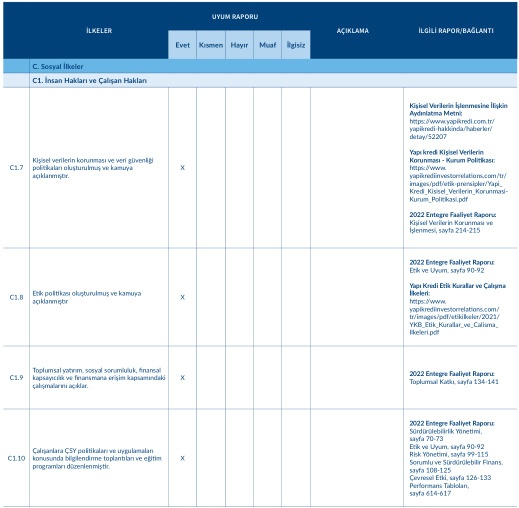 İLKELER
UYUM RAPORU
AÇIKLAMA
İLGİLİ RAPOR/BAĞLANTI
Evet Kısmen Hayır Muaf İlgisiz
C. Sosyal İlkeler
C1. İnsan Hakları ve Çalışan Hakları
C1.7
Kişisel verilerin korunması ve veri güvenliği
politikaları oluşturulmuş ve kamuya
açıklanmıştır.
X
Kişisel Verilerin İşlenmesine İlişkin
Aydınlatma Metni:
https://www.yapikredi.com.tr/
yapikredi-hakkinda/haberler/
detay/52207
Yapı kredi Kişisel Verilerin
Korunması - Kurum Politikası:
https://www.
yapikrediinvestorrelations.com/tr/
images/pdf/etik-prensipler/Yapi_
Kredi_Kisisel_Verilerin_Korunmasi-
Kurum_Politikasi.pdf
2022 Entegre Faaliyet Raporu:
Kişisel Verilerin Korunması ve
İşlenmesi, sayfa 214-215
C1.8
Etik politikası oluşturulmuş ve kamuya
açıklanmıştır
X
2022 Entegre Faaliyet Raporu:
Etik ve Uyum, sayfa 90-92
Yapı Kredi Etik Kurallar ve Çalışma
İlkeleri:
https://www.
yapikrediinvestorrelations.com/
tr/images/pdf/etikilkeler/2021/
YKB_Etik_Kurallar_ve_Calisma_
Ilkeleri.pdf
C1.9
Toplumsal yatırım, sosyal sorumluluk, finansal
kapsayıcılık ve finansmana erişim kapsamındaki
çalışmalarını açıklar.
X
2022 Entegre Faaliyet Raporu:
Toplumsal Katkı, sayfa 134-141
C1.10
Çalışanlara ÇSY politikaları ve uygulamaları
konusunda bilgilendirme toplantıları ve eğitim
programları düzenlenmiştir.
X
2022 Entegre Faaliyet Raporu:
Sürdürülebilirlik Yönetimi,
sayfa 70-73
Etik ve Uyum, sayfa 90-92
Risk Yönetimi, sayfa 99-115
Sorumlu ve Sürdürülebilir Finans,
sayfa 108-125
Çevresel Etki, sayfa 126-133
Performans Tabloları,
sayfa 614-617